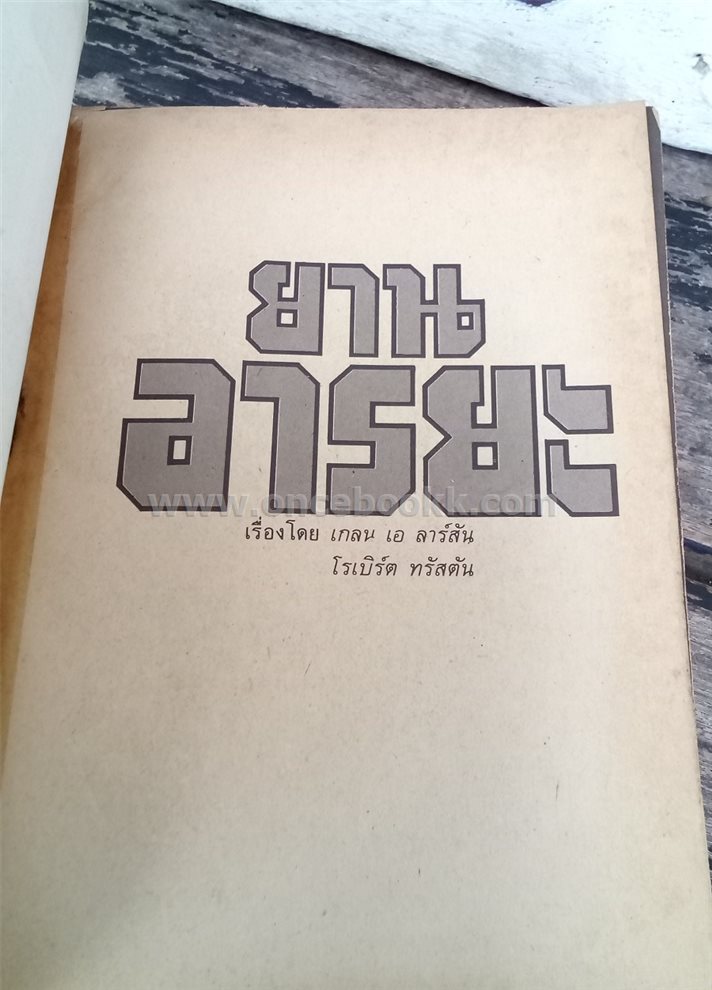 ยาน
อารยะ
www.oncebookk.com
เรื่องโดย เกลน เอ ลาร์สัน
โรเบิร์ต ทรัสตัน